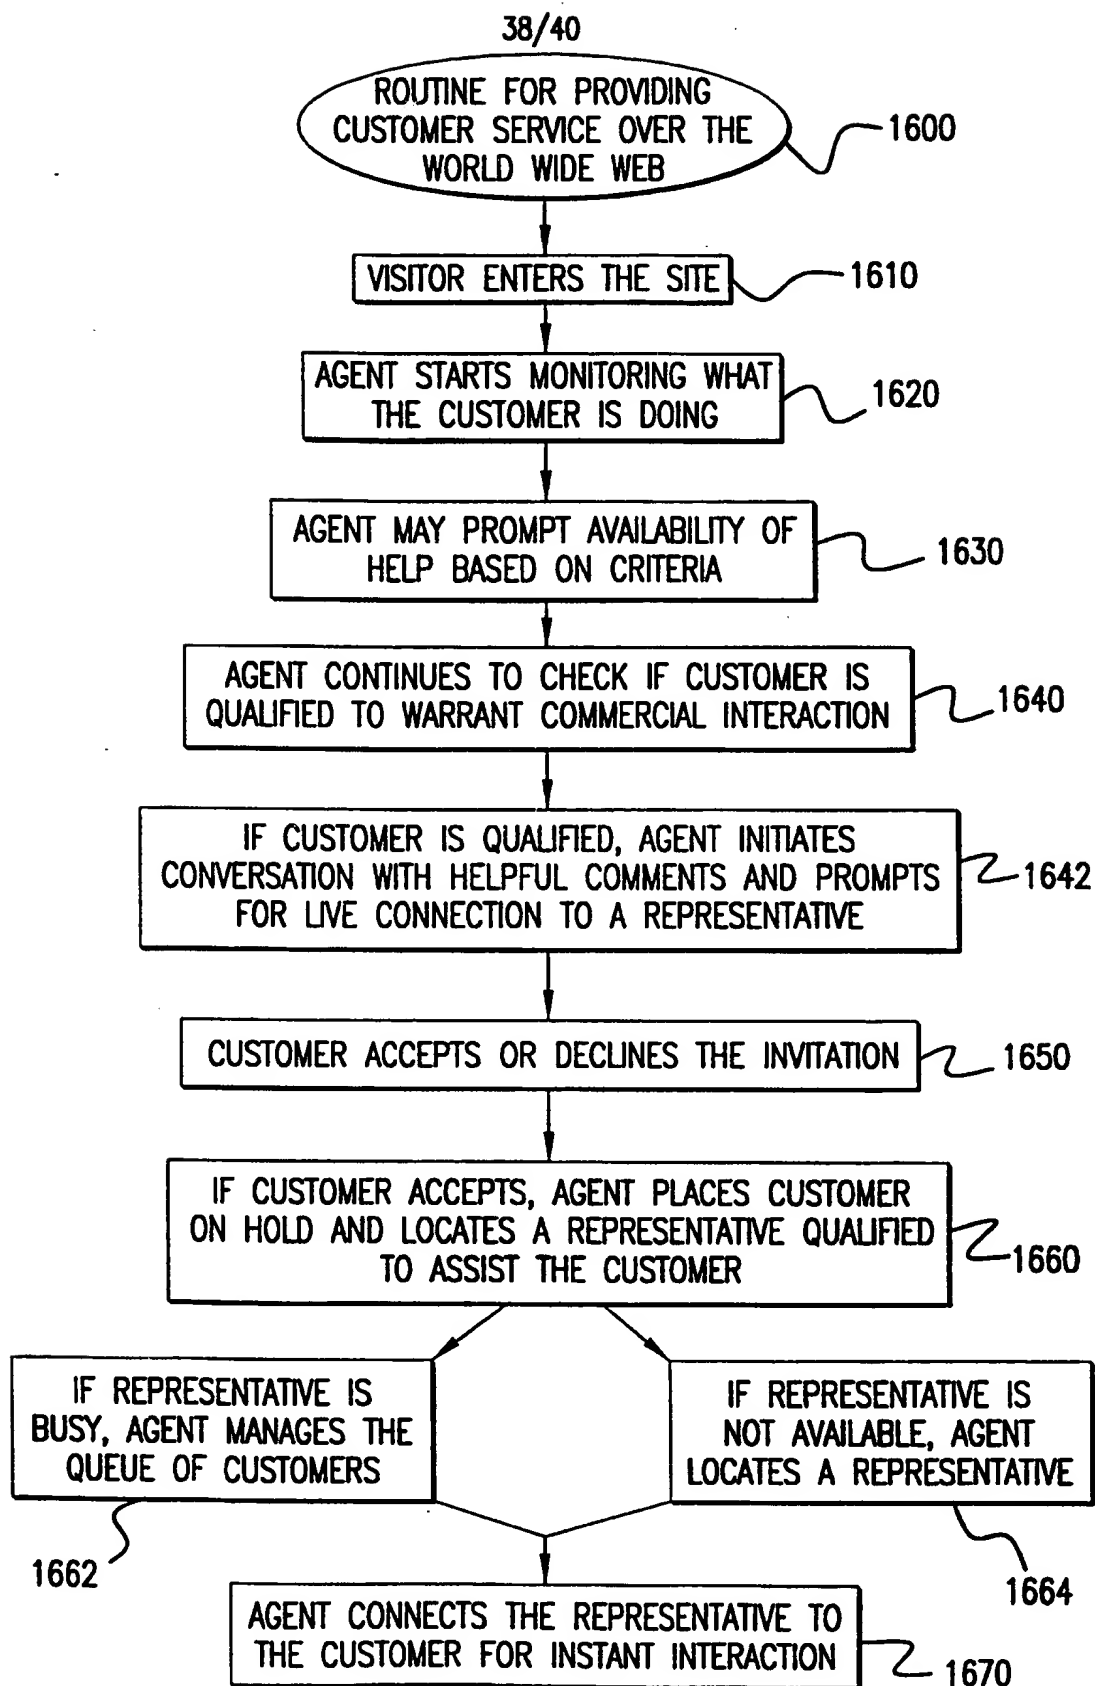 38/40
ROUTINE FOR PROVIDING
CUSTOMER SERVICE OVER THE
WORLD WIDE WEB
1600
VISITOR ENTERS THE SITE
1610
AGENT STARTS MONITORING WHAT
THE CUSTOMER IS DOING
1620
AGENT MAY PROMPT AVAILABILITY OF
HELP BASED ON CRITERIA
1630
AGENT CONTINUES TO CHECK IF CUSTOMER IS
QUALIFIED TO WARRANT COMMERCIAL INTERACTION
1640
IF CUSTOMER IS QUALIFIED, AGENT INITIATES
CONVERSATION WITH HELPFUL COMMENTS AND PROMPTS
FOR LIVE CONNECTION TO A REPRESENTATIVE
1642
CUSTOMER ACCEPTS OR DECLINES THE INVITATION
1650
IF CUSTOMER ACCEPTS, AGENT PLACES CUSTOMER
ON HOLD AND LOCATES A REPRESENTATIVE QUALIFIED
TO ASSIST THE CUSTOMER
1660
IF REPRESENTATIVE IS
BUSY, AGENT MANAGES THE
QUEUE OF CUSTOMERS
1662
IF REPRESENTATIVE IS
NOT AVAILABLE, AGENT
LOCATES A REPRESENTATIVE
1664
AGENT CONNECTS THE REPRESENTATIVE TO
THE CUSTOMER FOR INSTANT INTERACTION
1670